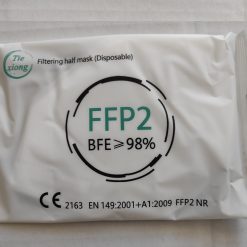 Tie
xiong
Filtering half mask (Disposable)
FFP2
BFE⩾98%
CE 2163 EN 149:2001+A1:2009 FFP2 NR